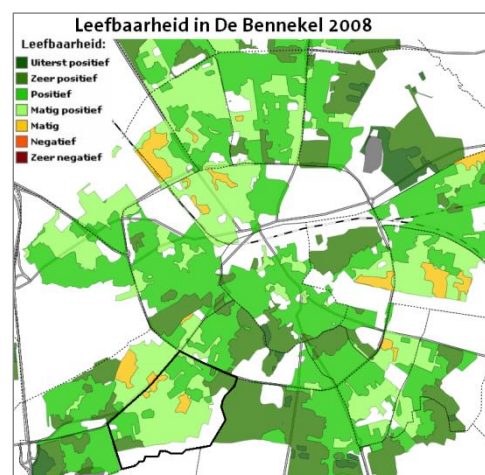 Leefbaarheid in De Bennekel 2008
Leefbaarheid:
Uiterst positief
Zeer positief
Positief
Matig positief
Matig
Negatief
Zeer negatief